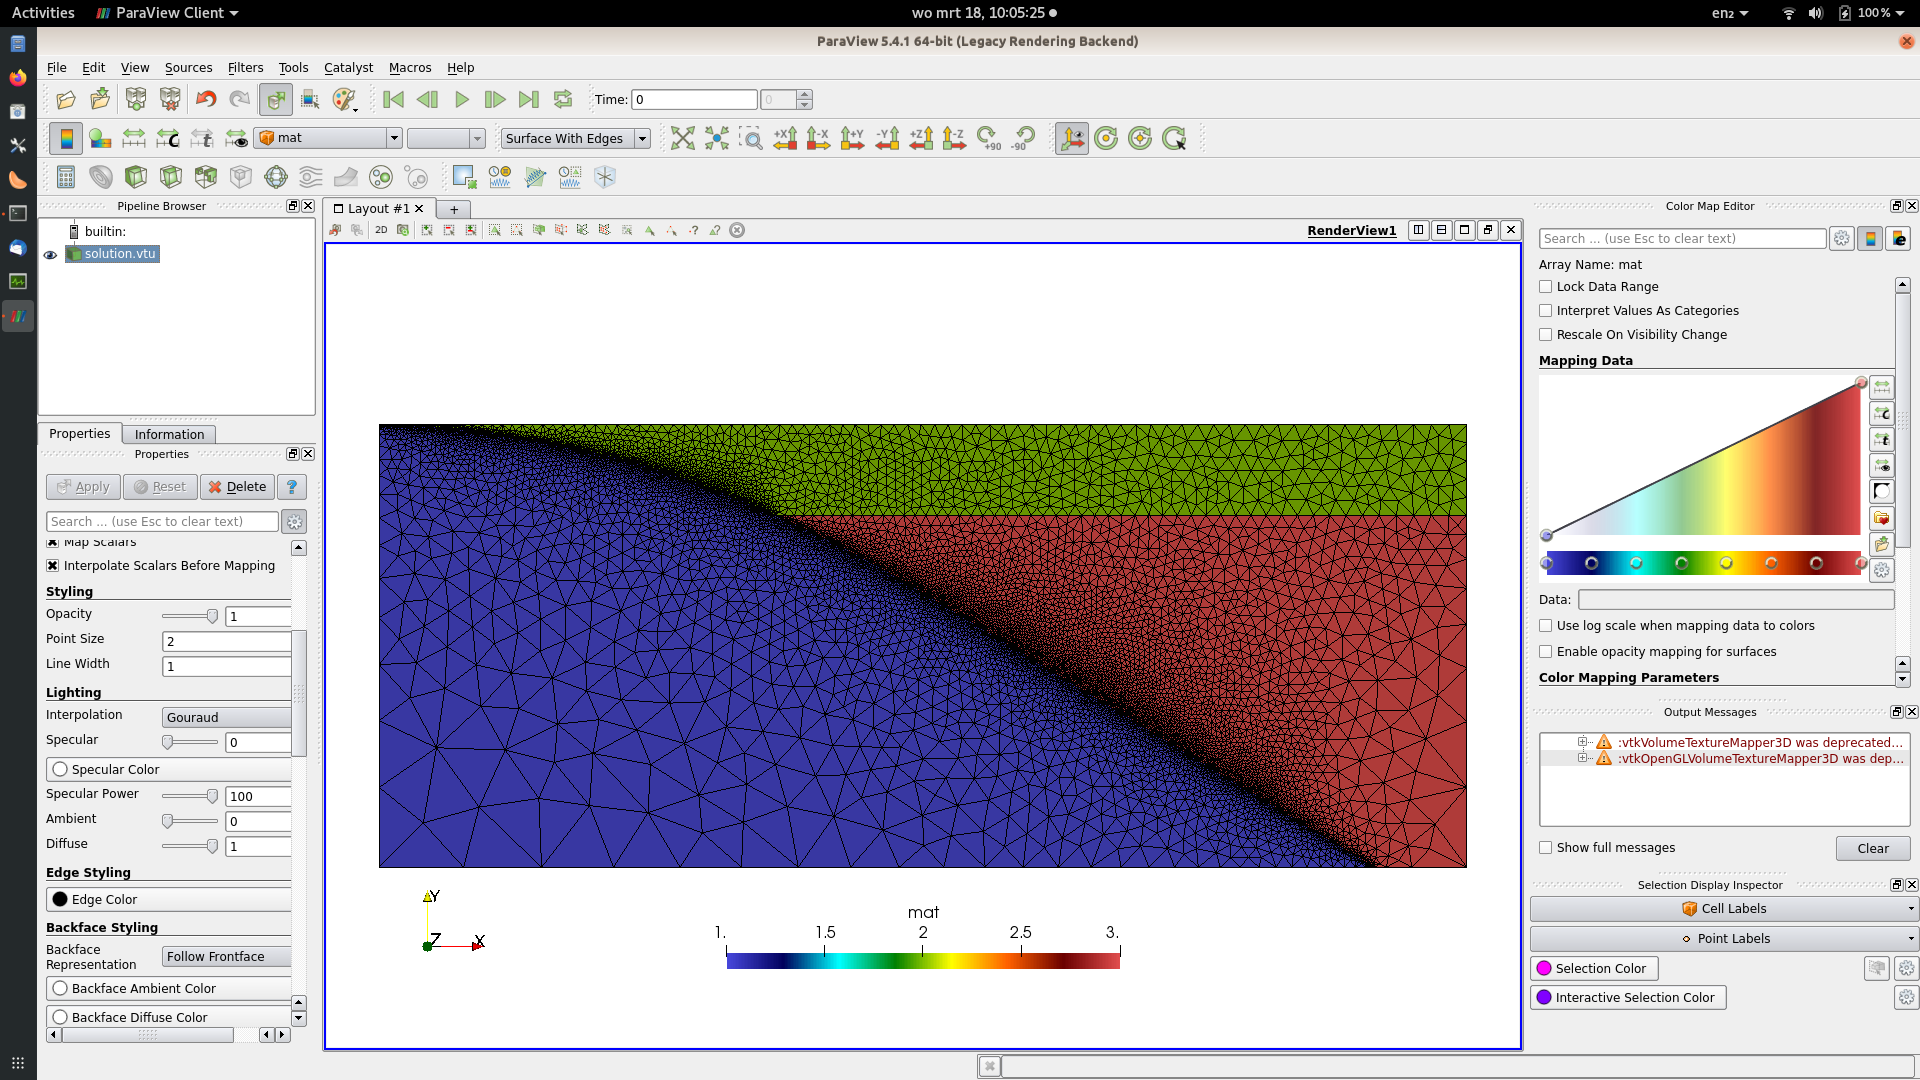 Activities ParaView Client wo mrt 18, 10:05:25 en₂ 100%
ParaView 5.4.1 64-bit (Legacy Rendering Backend)
File Edit View Sources Filters Tools Catalyst Macros Help
Time: 0 0
mat Surface With Edges +X -X +Y -Y +Z -Z +90 -90
Pipeline Browser
builtin:
solution.vtu
Properties Information
Properties
Apply Reset Delete ?
Search ... (use Esc to clear text)
Map Scalars
Interpolate Scalars Before Mapping
Styling
Opacity 1
Point Size 2
Line Width 1
Lighting
Interpolation Gouraud
Specular 0
Specular Color
Specular Power 100
Ambient 0
Diffuse 1
Edge Styling
Edge Color
Backface Styling
Backface Representation Follow Frontface
Backface Ambient Color
Backface Diffuse Color
Layout #1 +
2D RenderView1
Y
Z X
mat
1. 1.5 2 2.5 3.
Color Map Editor
Search ... (use Esc to clear text)
Array Name: mat
Lock Data Range
Interpret Values As Categories
Rescale On Visibility Change
Mapping Data
Data:
Use log scale when mapping data to colors
Enable opacity mapping for surfaces
Color Mapping Parameters
Output Messages
:vtkVolumeTextureMapper3D was deprecated...
:vtkOpenGLVolumeTextureMapper3D was dep...
Show full messages Clear
Selection Display Inspector
Cell Labels
Point Labels
Selection Color
Interactive Selection Color